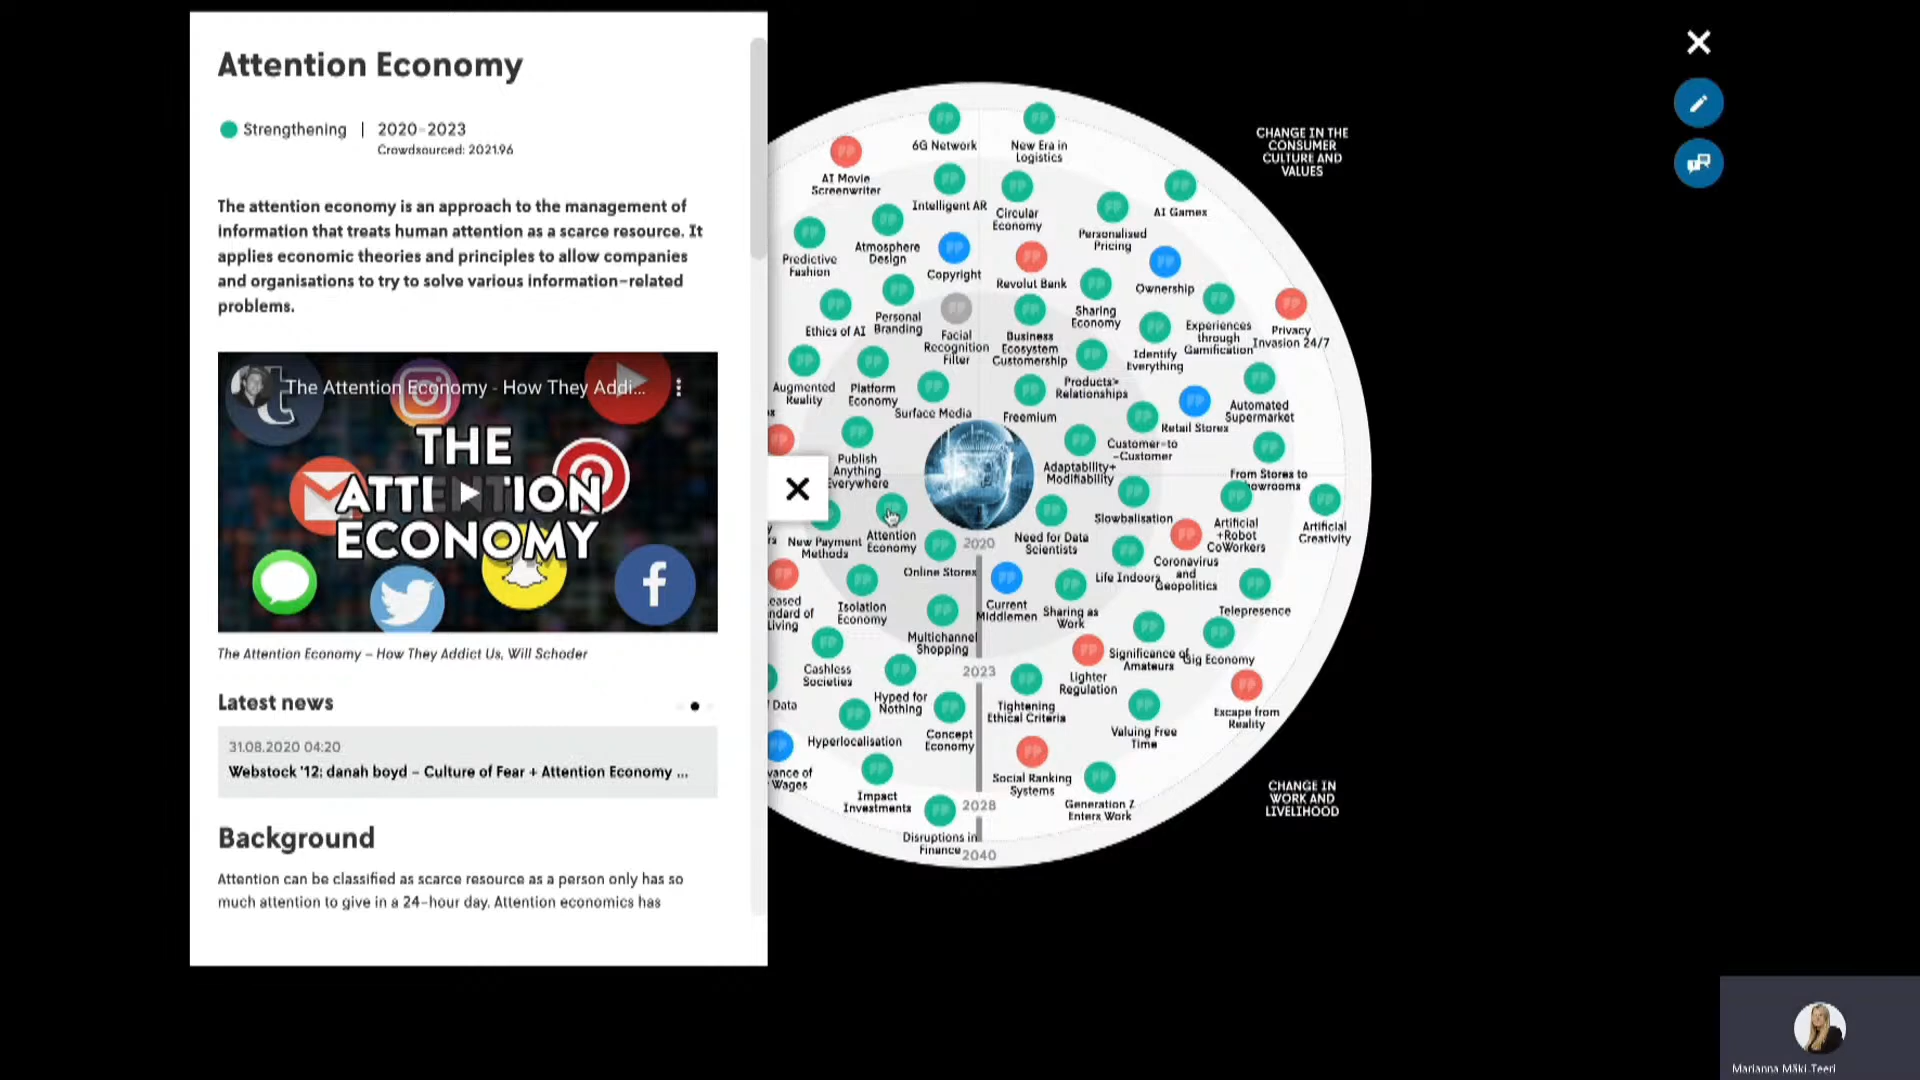 Attention Economy
Strengthening | 2020-2023
Crowdsourced: 2021.96
The attention economy is an approach to the management of
information that treats human attention as a scarce resource. It
applies economic theories and principles to allow companies
and organisations to try to solve various information-related
problems.
The Attention Economy - How They Addi...
THE
ECONOMY
The Attention Economy – How They Addict Us, Will Schoder
Latest news
31.08.2020 04:20
Webstock '12: danah boyd – Culture of Fear + Attention Economy ...
Background
Attention can be classified as scarce resource as a person only has so
much attention to give in a 24-hour day. Attention economics has
CHANGE IN THE
CONSUMER
CULTURE AND
VALUES
6G Network
New Era in
Logistics
AI Movie
Screenwriter
Intelligent AR
Circular
Economy
AI Games
Personalised
Pricing
Predictive
Fashion
Atmosphere
Design
Copyright
Revolut Bank
Ownership
Ethics of AI
Personal
Branding
Facial
Recognition
Filter
Business
Ecosystem
Customership
Sharing
Economy
Identify
Everything
Experiences
through
Gamification
Privacy
Invasion 24/7
Augmented
Reality
Platform
Economy
Surface Media
Freemium
Products>
Relationships
Retail Stores
Automated
Supermarket
Publish
Anything
Everywhere
Adaptability+
Modifiability
Customer-to
-Customer
From Stores to
New Payment
Methods
Attention
Economy
Online Stores
2020
Need for Data
Scientists
Slowbalisation
Artificial
+Robot
CoWorkers
Artificial
Creativity
Coronavirus
and
Geopolitics
Life Indoors
Telepresence
Living
Isolation
Economy
Multichannel
Shopping
Current
Middlemen
Sharing as
Work
Significance of
Amateurs
Gig Economy
Cashless
Societies
2023
Lighter
Regulation
Data
Hyped for
Nothing
Tightening
Ethical Criteria
Escape from
Reality
Hyperlocalisation
Concept
Economy
Valuing Free
Time
Wages
Impact
Investments
Social Ranking
Systems
Generation Z
Enters Work
2028
Disruptions in
Finance
2040
CHANGE IN
WORK AND
LIVELIHOOD
Marianna Mäki-Teeri